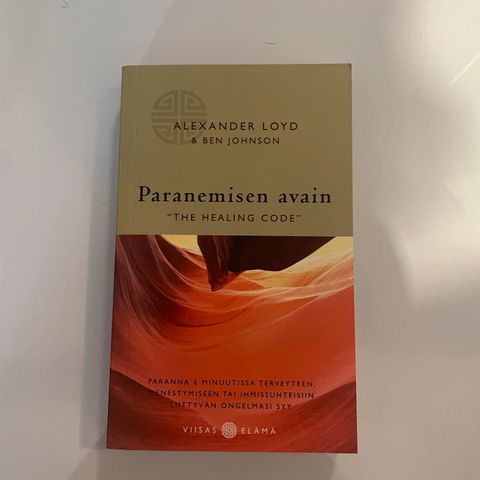 ALEXANDER LOYD
& BEN JOHNSON
Paranemisen avain
"THE HEALING CODE"
PARANNA 6 MINUUTISSA TERVEYTEEN,
MENESTYMISEEN TAI IHMISSUHTEISIIN
LIITTYVÄN ONGELMASI SYY
VIISAS ELÄMÄ